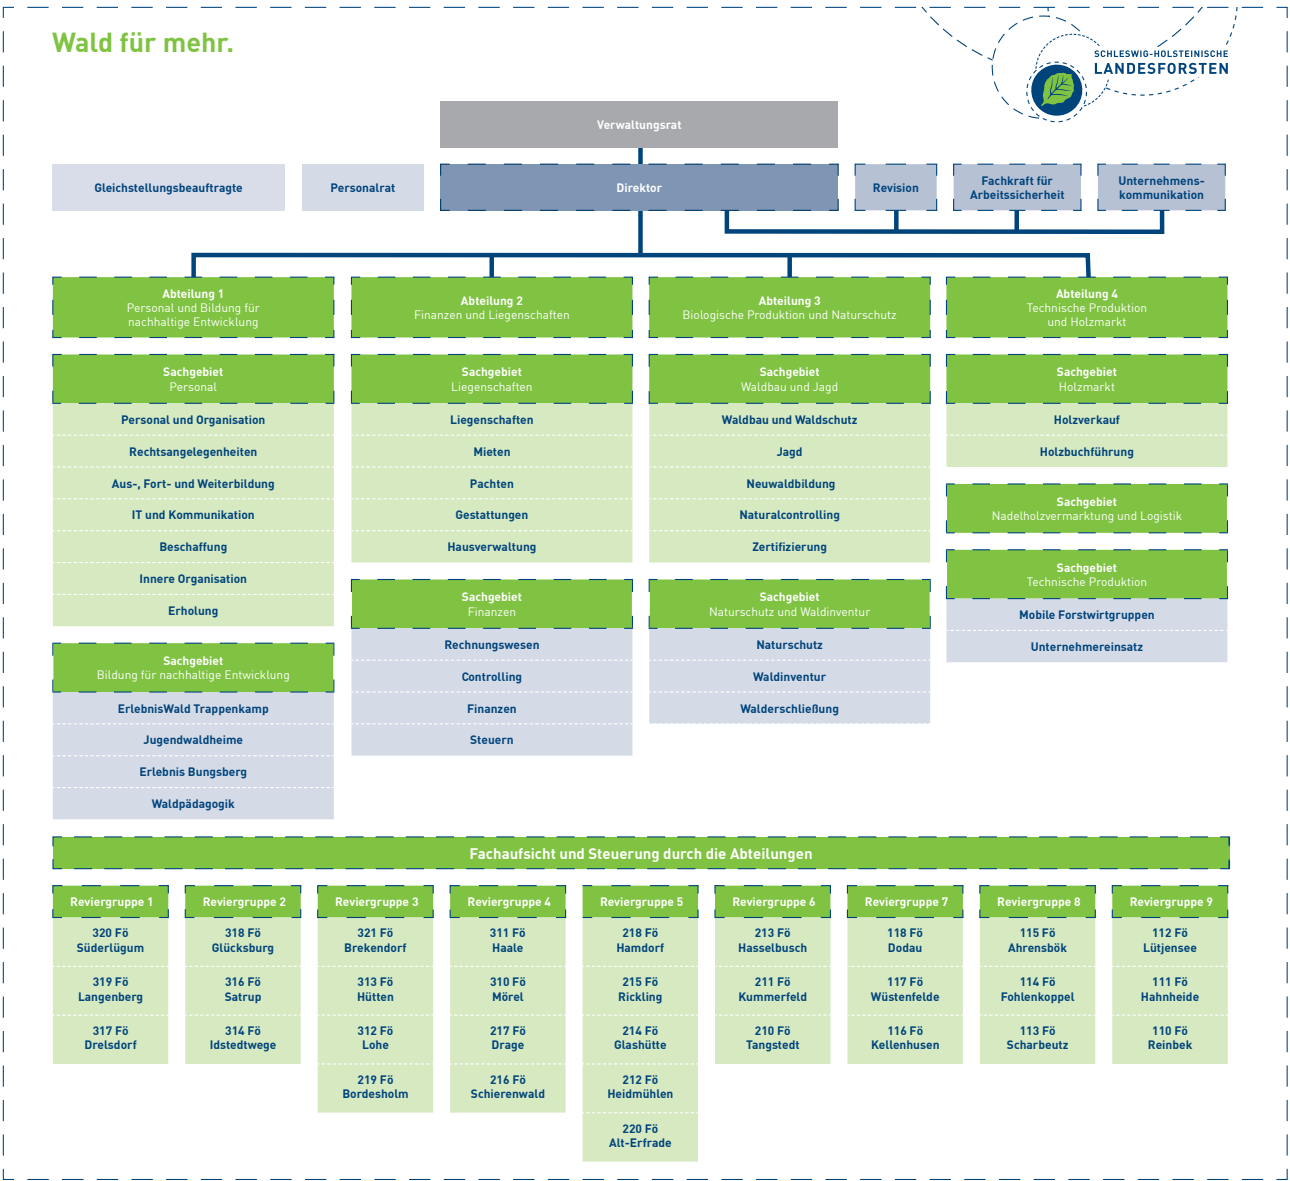 Wald für mehr.
SCHLESWIG-HOLSTEINISCHE
LANDESFORSTEN
Verwaltungsrat
Gleichstellungsbeauftragte
Personalrat
Direktor
Revision
Fachkraft für
Arbeitssicherheit
Unternehmens-
kommunikation
Abteilung 1
Personal und Bildung für
nachhaltige Entwicklung
Sachgebiet
Personal
Personal und Organisation
Rechtsangelegenheiten
Aus-, Fort- und Weiterbildung
IT und Kommunikation
Beschaffung
Innere Organisation
Erholung
Sachgebiet
Bildung für nachhaltige Entwicklung
ErlebnisWald Trappenkamp
Jugendwaldheime
Erlebnis Bungsberg
Waldpädagogik
Abteilung 2
Finanzen und Liegenschaften
Sachgebiet
Liegenschaften
Liegenschaften
Mieten
Pachten
Gestattungen
Hausverwaltung
Sachgebiet
Finanzen
Rechnungswesen
Controlling
Finanzen
Steuern
Abteilung 3
Biologische Produktion und Naturschutz
Sachgebiet
Waldbau und Jagd
Waldbau und Waldschutz
Jagd
Neuwaldbildung
Naturalcontrolling
Zertifizierung
Sachgebiet
Naturschutz und Waldinventur
Naturschutz
Waldinventur
Walderschließung
Abteilung 4
Technische Produktion
und Holzmarkt
Sachgebiet
Holzmarkt
Holzverkauf
Holzbuchführung
Sachgebiet
Nadelholzvermarktung und Logistik
Sachgebiet
Technische Produktion
Mobile Forstwirtgruppen
Unternehmereinsatz
Fachaufsicht und Steuerung durch die Abteilungen
Reviergruppe 1
320 Fö
Süderlügum
319 Fö
Langenberg
317 Fö
Drelsdorf
Reviergruppe 2
318 Fö
Glücksburg
316 Fö
Satrup
314 Fö
Idstedtwege
Reviergruppe 3
321 Fö
Brekendorf
313 Fö
Hütten
312 Fö
Lohe
219 Fö
Bordesholm
Reviergruppe 4
311 Fö
Haale
310 Fö
Mörel
217 Fö
Drage
216 Fö
Schierenwald
Reviergruppe 5
218 Fö
Hamdorf
215 Fö
Rickling
214 Fö
Glashütte
212 Fö
Heidmühlen
220 Fö
Alt-Erfrade
Reviergruppe 6
213 Fö
Hasselbusch
211 Fö
Kummerfeld
210 Fö
Tangstedt
Reviergruppe 7
118 Fö
Dodau
117 Fö
Wüstenfelde
116 Fö
Kellenhusen
Reviergruppe 8
115 Fö
Ahrensbök
114 Fö
Fohlenkoppel
113 Fö
Scharbeutz
Reviergruppe 9
112 Fö
Lütjensee
111 Fö
Hahnheide
110 Fö
Reinbek